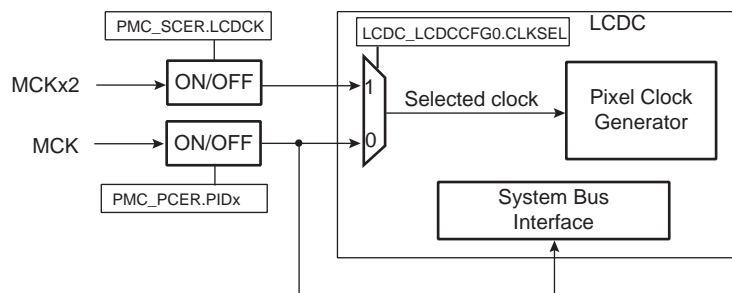 PMC_SCER.LCDCK
LCDC_LCDCCFG0.CLKSEL
LCDC
MCKx2
ON/OFF
1
Selected clock
Pixel Clock
Generator
MCK
ON/OFF
0
PMC_PCER.PIDx
System Bus
Interface